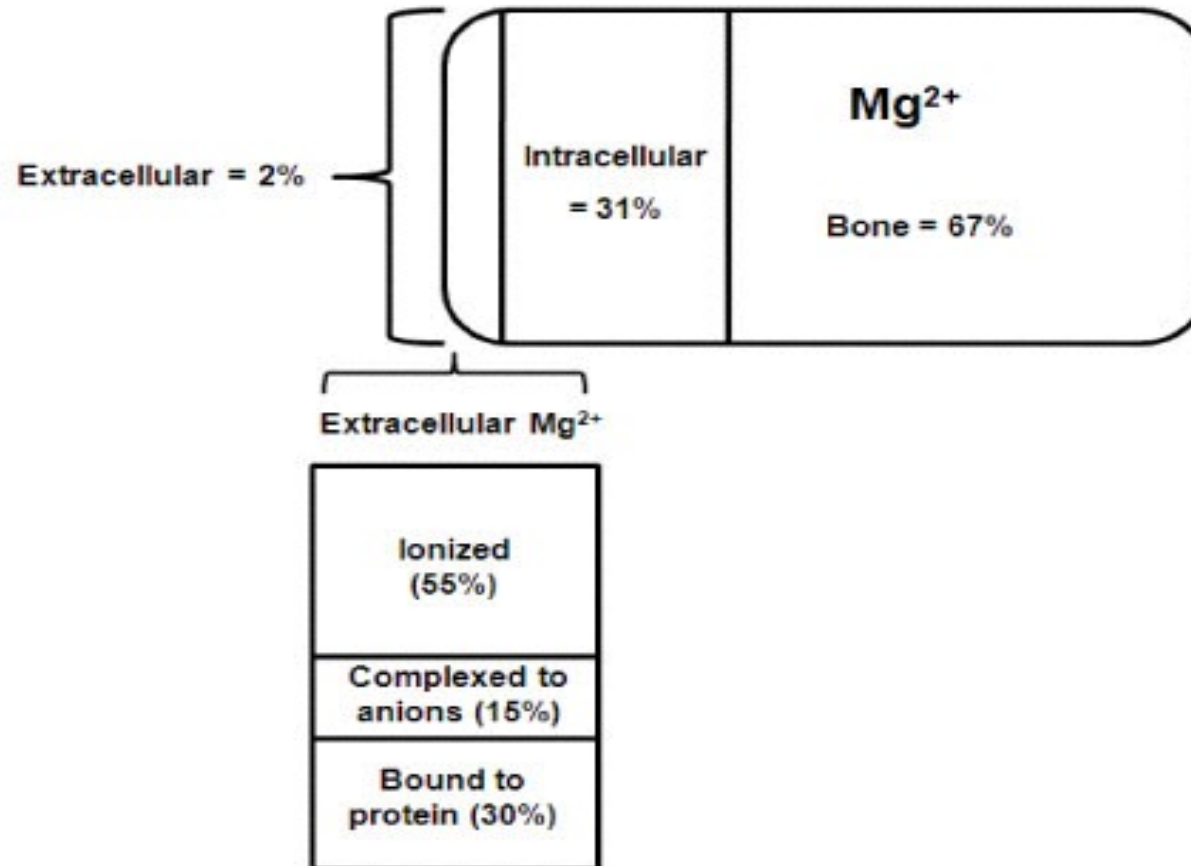 Mg²⁺
Extracellular = 2%
Intracellular
= 31%
Bone = 67%
Extracellular Mg²⁺
Ionized
(55%)
Complexed to
anions (15%)
Bound to
protein (30%)